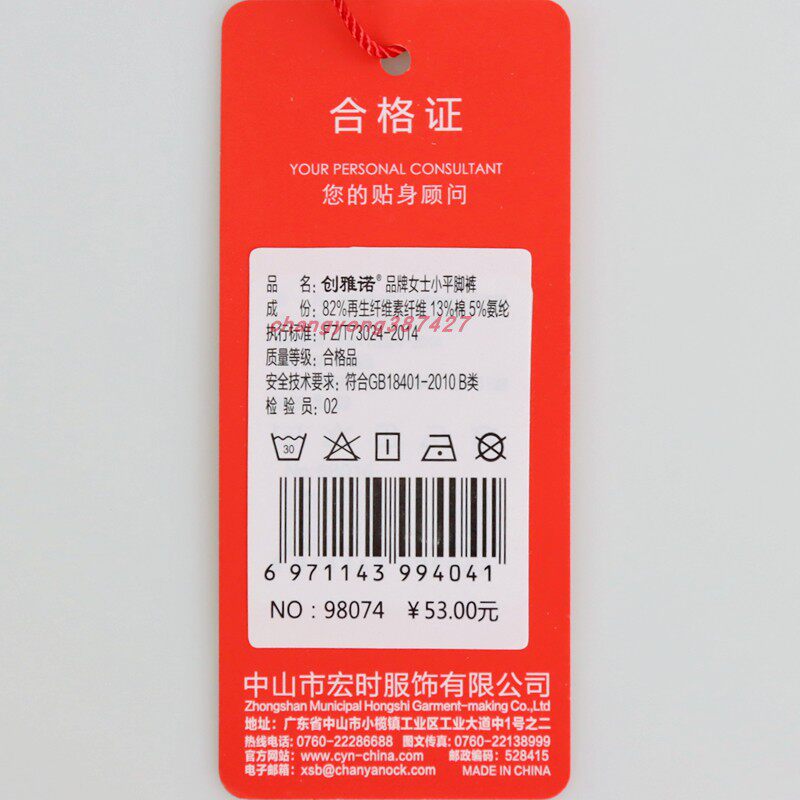 合格证
YOUR PERSONAL CONSULTANT
您的贴身顾问
品 名：创雅诺® 品牌女士小平脚裤
成 份：82%再生纤维素纤维 13%棉 5%氨纶
changyong387427
执行标准：FZ/T73024-2014
质量等级：合格品
安全技术要求：符合GB18401-2010 B类
检 验 员：02
30
6 971143 994041
NO：98074 ￥53.00元
中山市宏时服饰有限公司
Zhongshan Municipal Hongshi Garment-making Co.,Ltd
地址：广东省中山市小榄镇工业区工业大道中1号之二
热线电话：0760-22286688 图文传真：0760-22138999
官方网站：www.cyn-china.com 邮政编码：528415
电子邮箱：xsb@chanyanock.com MADE IN CHINA